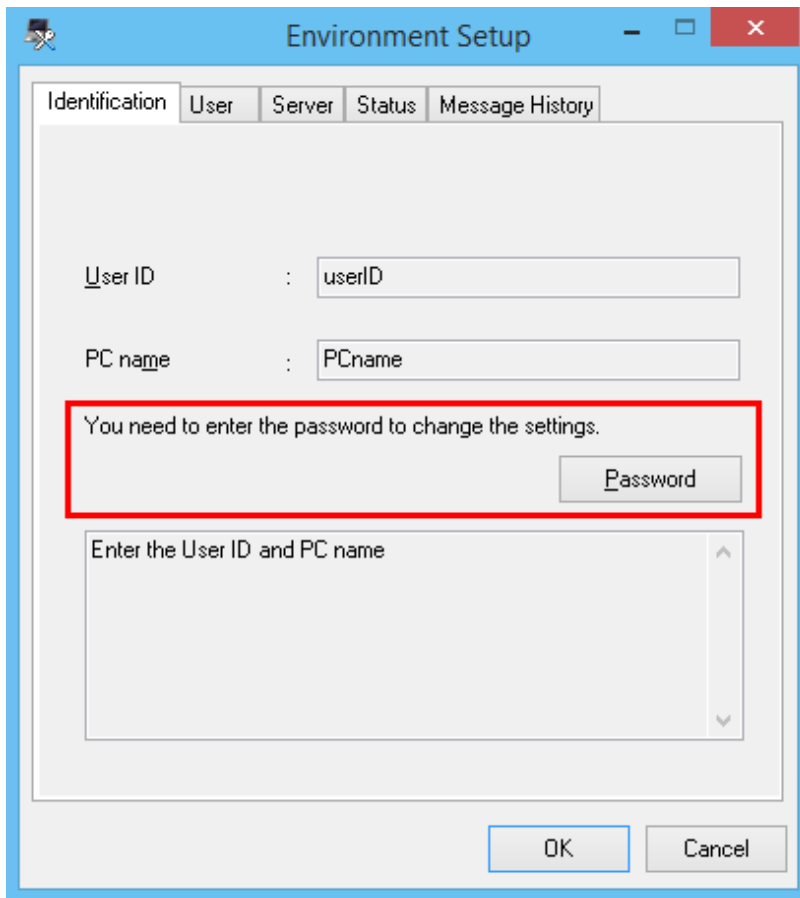 Environment Setup
Identification User Server Status Message History
User ID : userID
PC name : PCname
You need to enter the password to change the settings.
Password
Enter the User ID and PC name
OK Cancel